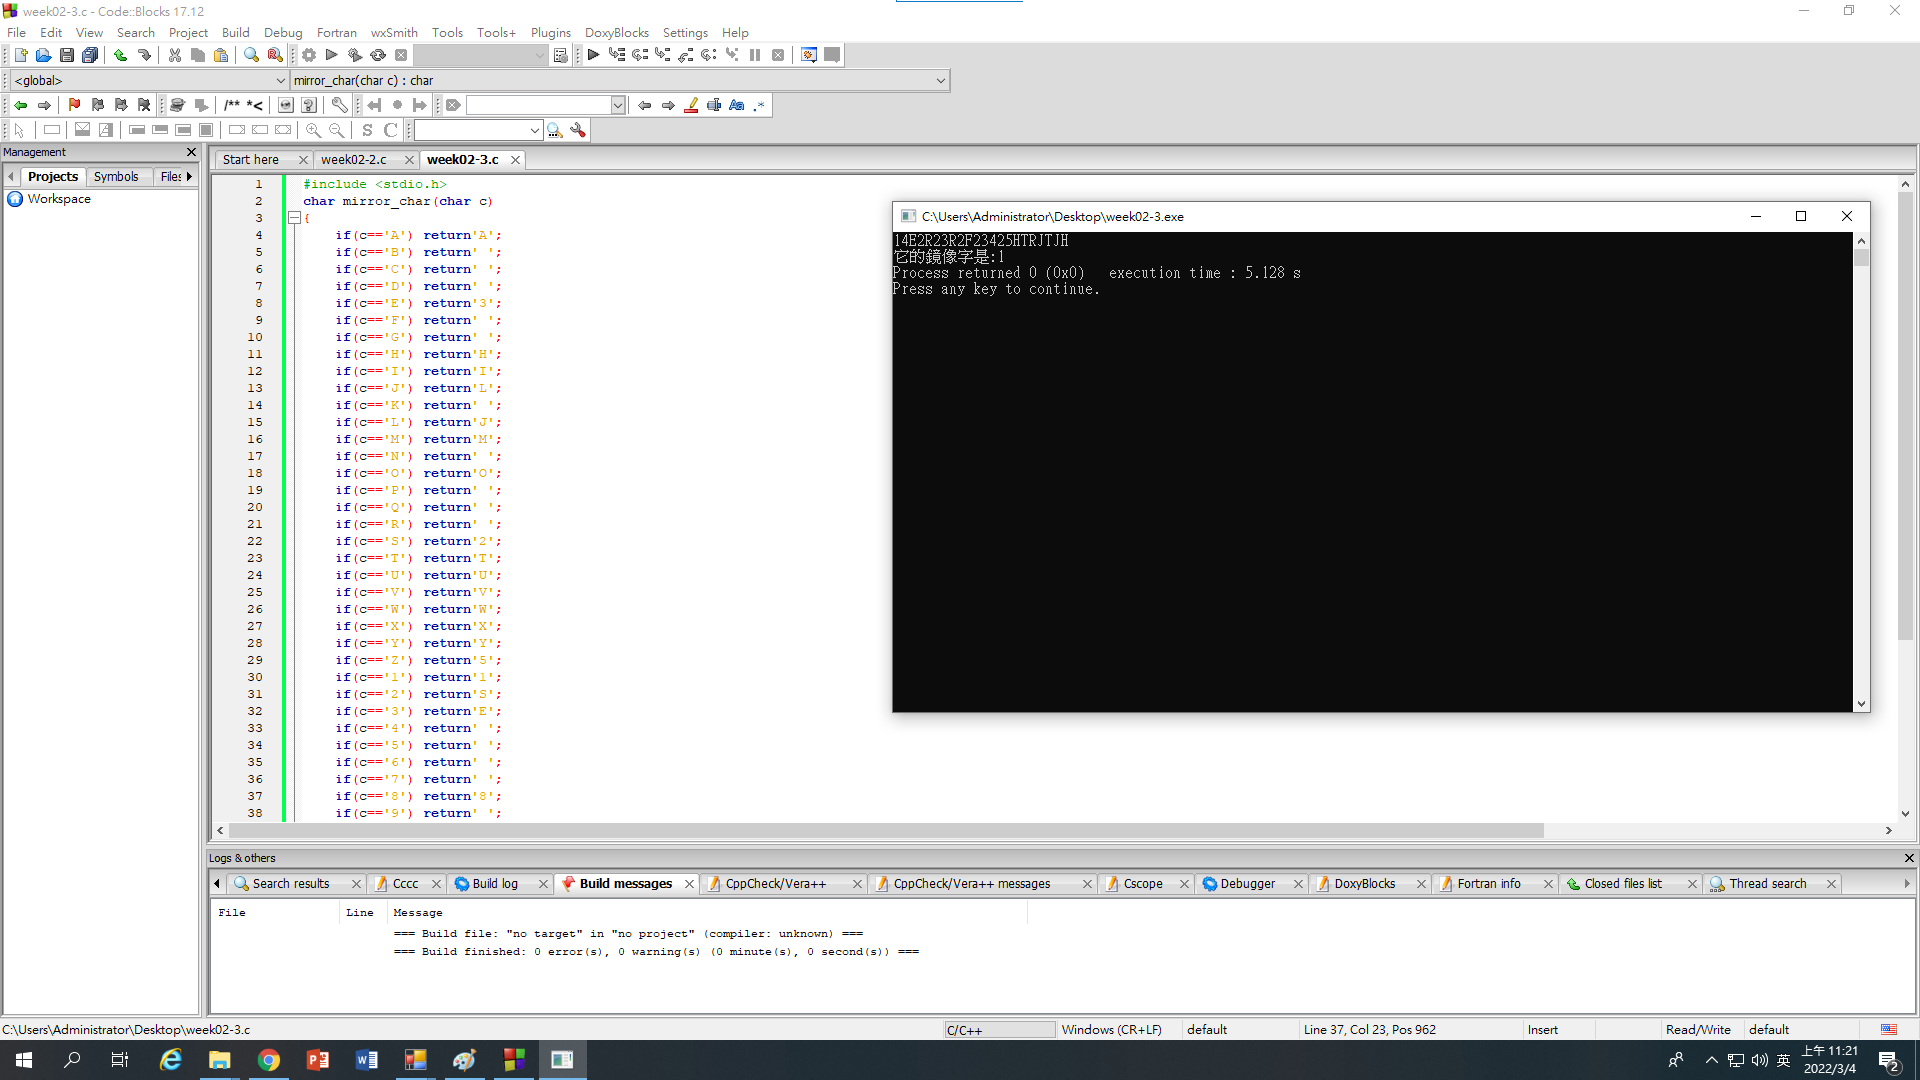 week02-3.c - Code::Blocks 17.12
File Edit View Search Project Build Debug Fortran wxSmith Tools Tools+ Plugins DoxyBlocks Settings Help
<global> mirror_char(char c) : char
/** *<
Aa .*
S C
Management
Projects Symbols Files
Workspace
Start here week02-2.c week02-3.c
1 #include <stdio.h>
2 char mirror_char(char c)
3 {
4 if(c=='A') return'A';
5 if(c=='B') return' ';
6 if(c=='C') return' ';
7 if(c=='D') return' ';
8 if(c=='E') return'3';
9 if(c=='F') return' ';
10 if(c=='G') return' ';
11 if(c=='H') return'H';
12 if(c=='I') return'I';
13 if(c=='J') return'L';
14 if(c=='K') return' ';
15 if(c=='L') return'J';
16 if(c=='M') return'M';
17 if(c=='N') return' ';
18 if(c=='O') return'O';
19 if(c=='P') return' ';
20 if(c=='Q') return' ';
21 if(c=='R') return' ';
22 if(c=='S') return'2';
23 if(c=='T') return'T';
24 if(c=='U') return'U';
25 if(c=='V') return'V';
26 if(c=='W') return'W';
27 if(c=='X') return'X';
28 if(c=='Y') return'Y';
29 if(c=='Z') return'5';
30 if(c=='1') return'1';
31 if(c=='2') return'S';
32 if(c=='3') return'E';
33 if(c=='4') return' ';
34 if(c=='5') return' ';
35 if(c=='6') return' ';
36 if(c=='7') return' ';
37 if(c=='8') return'8';
38 if(c=='9') return' ';
C:\Users\Administrator\Desktop\week02-3.exe
14E2R23R2F23425HTRJTJH
它的鏡像字是:1
Process returned 0 (0x0) execution time : 5.128 s
Press any key to continue.
Logs & others
Search results Cccc Build log Build messages CppCheck/Vera++ CppCheck/Vera++ messages Cscope Debugger DoxyBlocks Fortran info Closed files list Thread search
File Line Message
=== Build file: "no target" in "no project" (compiler: unknown) ===
=== Build finished: 0 error(s), 0 warning(s) (0 minute(s), 0 second(s)) ===
C:\Users\Administrator\Desktop\week02-3.c C/C++ Windows (CR+LF) default Line 37, Col 23, Pos 962 Insert Read/Write default
英 上午 11:21
2022/3/4
2